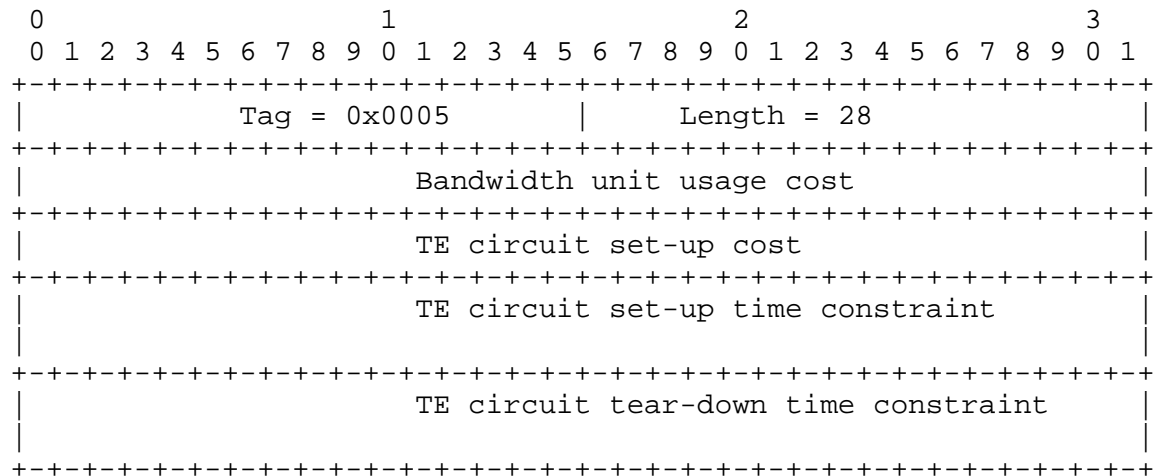 0                   1                   2                   3
 0 1 2 3 4 5 6 7 8 9 0 1 2 3 4 5 6 7 8 9 0 1 2 3 4 5 6 7 8 9 0 1
+-+-+-+-+-+-+-+-+-+-+-+-+-+-+-+-+-+-+-+-+-+-+-+-+-+-+-+-+-+-+-+-+
|            Tag = 0x0005       |     Length = 28               |
+-+-+-+-+-+-+-+-+-+-+-+-+-+-+-+-+-+-+-+-+-+-+-+-+-+-+-+-+-+-+-+-+
|                      Bandwidth unit usage cost                |
+-+-+-+-+-+-+-+-+-+-+-+-+-+-+-+-+-+-+-+-+-+-+-+-+-+-+-+-+-+-+-+-+
|                      TE circuit set-up cost                   |
+-+-+-+-+-+-+-+-+-+-+-+-+-+-+-+-+-+-+-+-+-+-+-+-+-+-+-+-+-+-+-+-+
|                      TE circuit set-up time constraint        |
|                                                               |
+-+-+-+-+-+-+-+-+-+-+-+-+-+-+-+-+-+-+-+-+-+-+-+-+-+-+-+-+-+-+-+-+
|                      TE circuit tear-down time constraint     |
|                                                               |
+-+-+-+-+-+-+-+-+-+-+-+-+-+-+-+-+-+-+-+-+-+-+-+-+-+-+-+-+-+-+-+-+